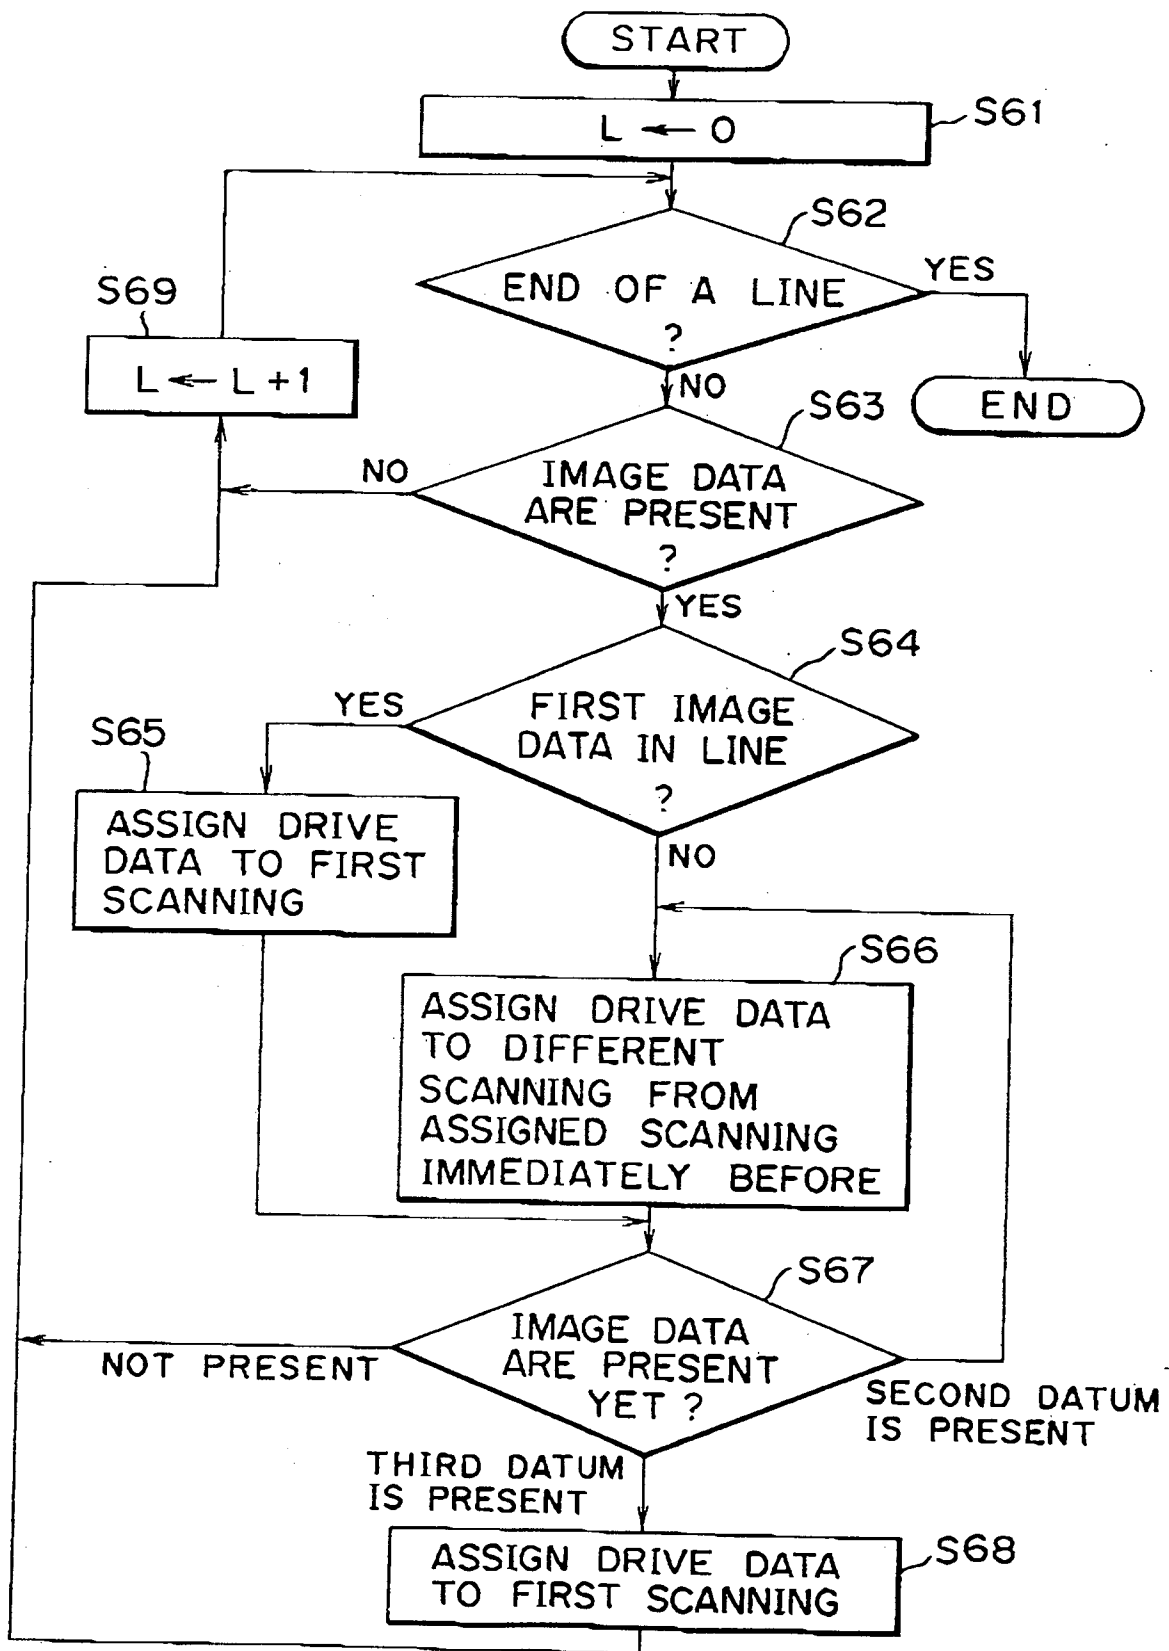 START
L ← 0
S61
S62
END OF A LINE
?
YES
S69
L ← L + 1
NO
END
S63
NO
IMAGE DATA
ARE PRESENT
?
YES
S64
YES
FIRST IMAGE
DATA IN LINE
?
S65
ASSIGN DRIVE
DATA TO FIRST
SCANNING
NO
S66
ASSIGN DRIVE DATA
TO DIFFERENT
SCANNING FROM
ASSIGNED SCANNING
IMMEDIATELY BEFORE
S67
IMAGE DATA
ARE PRESENT
YET ?
NOT PRESENT
SECOND DATUM
IS PRESENT
THIRD DATUM
IS PRESENT
S68
ASSIGN DRIVE DATA
TO FIRST SCANNING